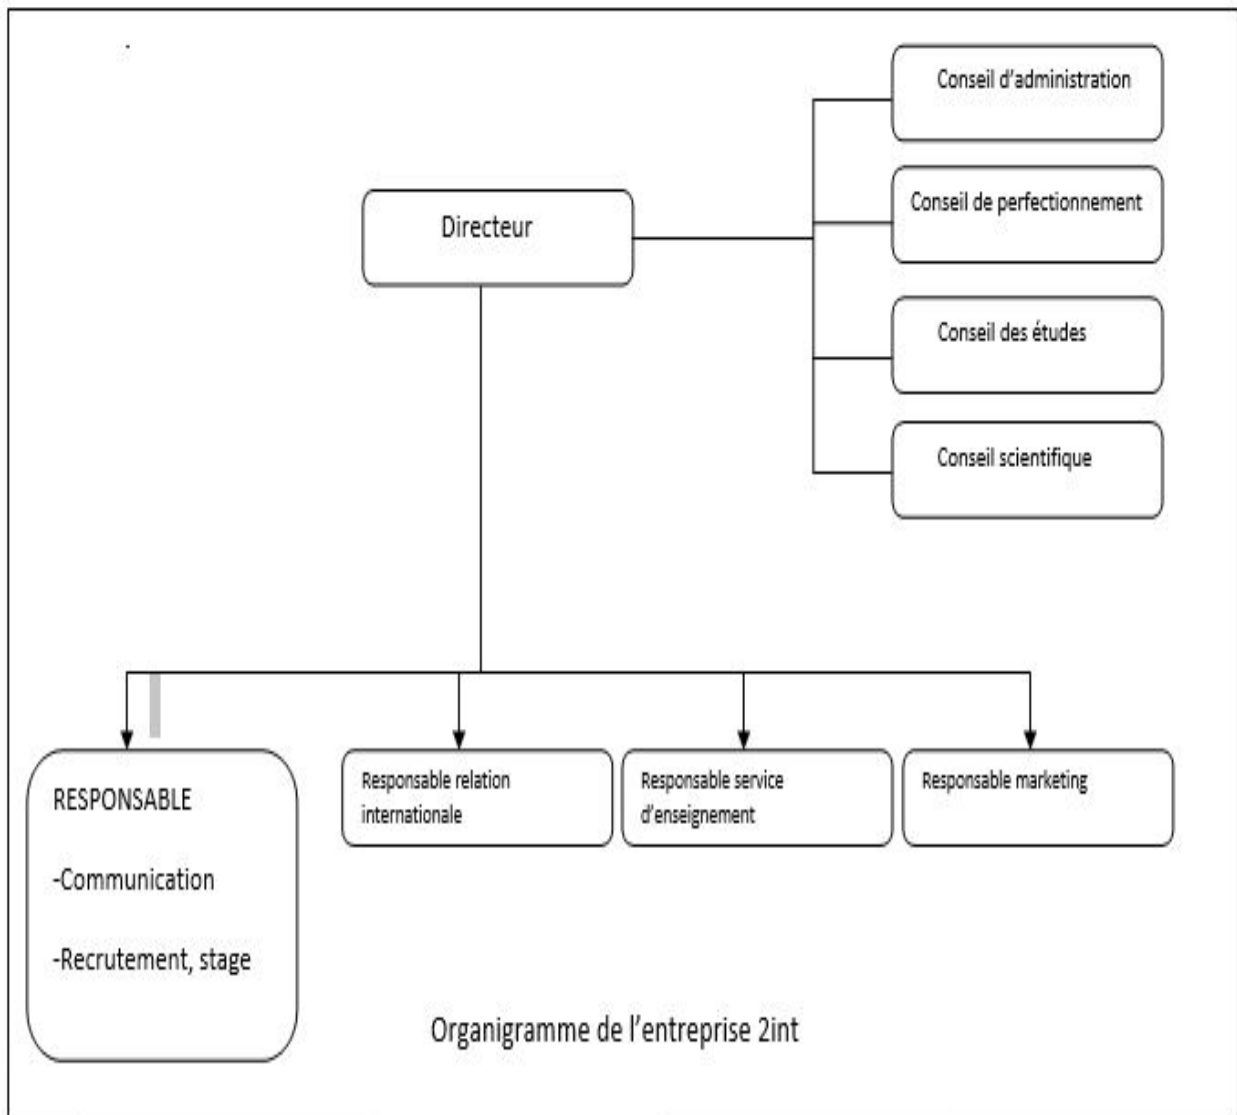 Conseil d'administration
Directeur
Conseil de perfectionnement
Conseil des études
Conseil scientifique
RESPONSABLE
-Communication
-Recrutement, stage
Responsable relation
internationale
Responsable service
d'enseignement
Responsable marketing
Organigramme de l'entreprise 2int